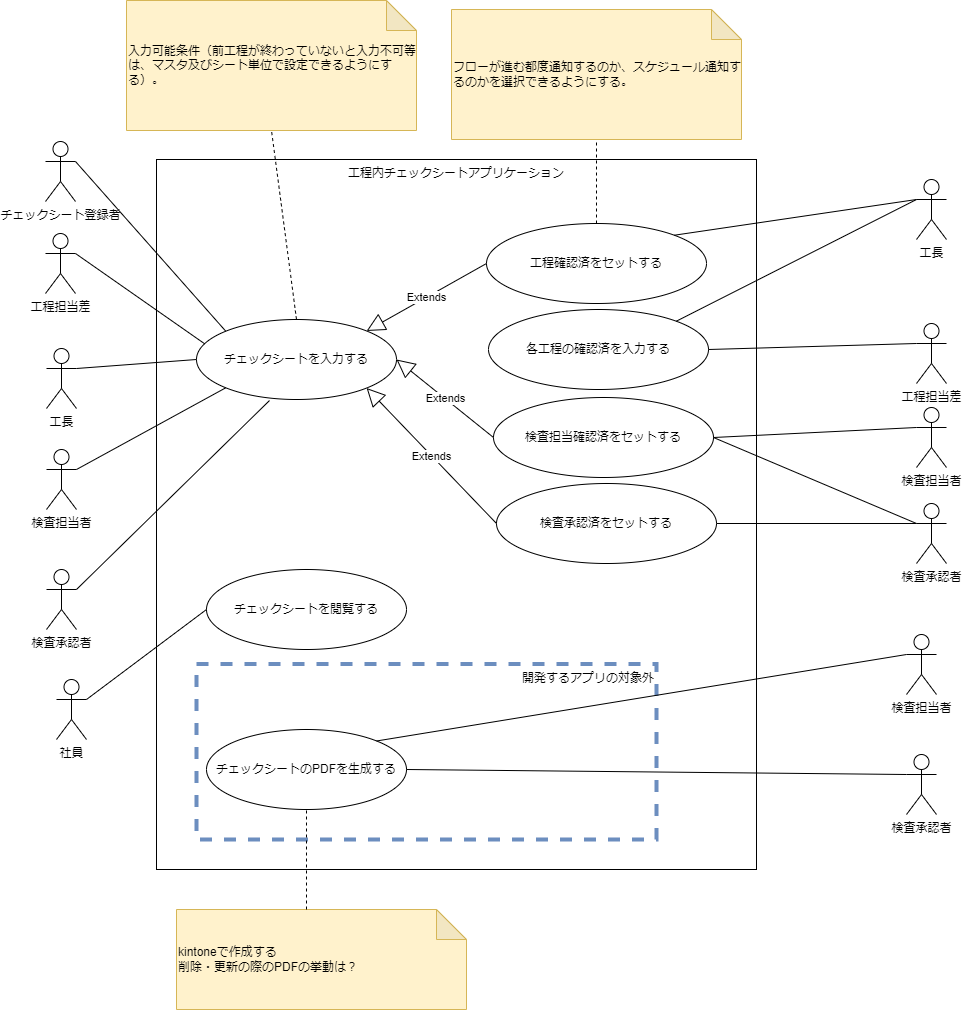 入力可能条件（前工程が終わっていないと入力不可等
は、マスタ及びシート単位で設定できるようにす
る）。
フローが進む都度通知するのか、スケジュール通知す
るのかを選択できるようにする。
工程内チェックシートアプリケーション
チェックシート登録者
工程担当差
工長
検査担当者
検査承認者
社員
チェックシートを入力する
Extends
Extends
Extends
工程確認済をセットする
各工程の確認済を入力する
検査担当確認済をセットする
検査承認済をセットする
工長
工程担当差
検査担当者
検査承認者
チェックシートを閲覧する
開発するアプリの対象外
チェックシートのPDFを生成する
検査担当者
検査承認者
kintoneで作成する
削除・更新の際のPDFの挙動は？